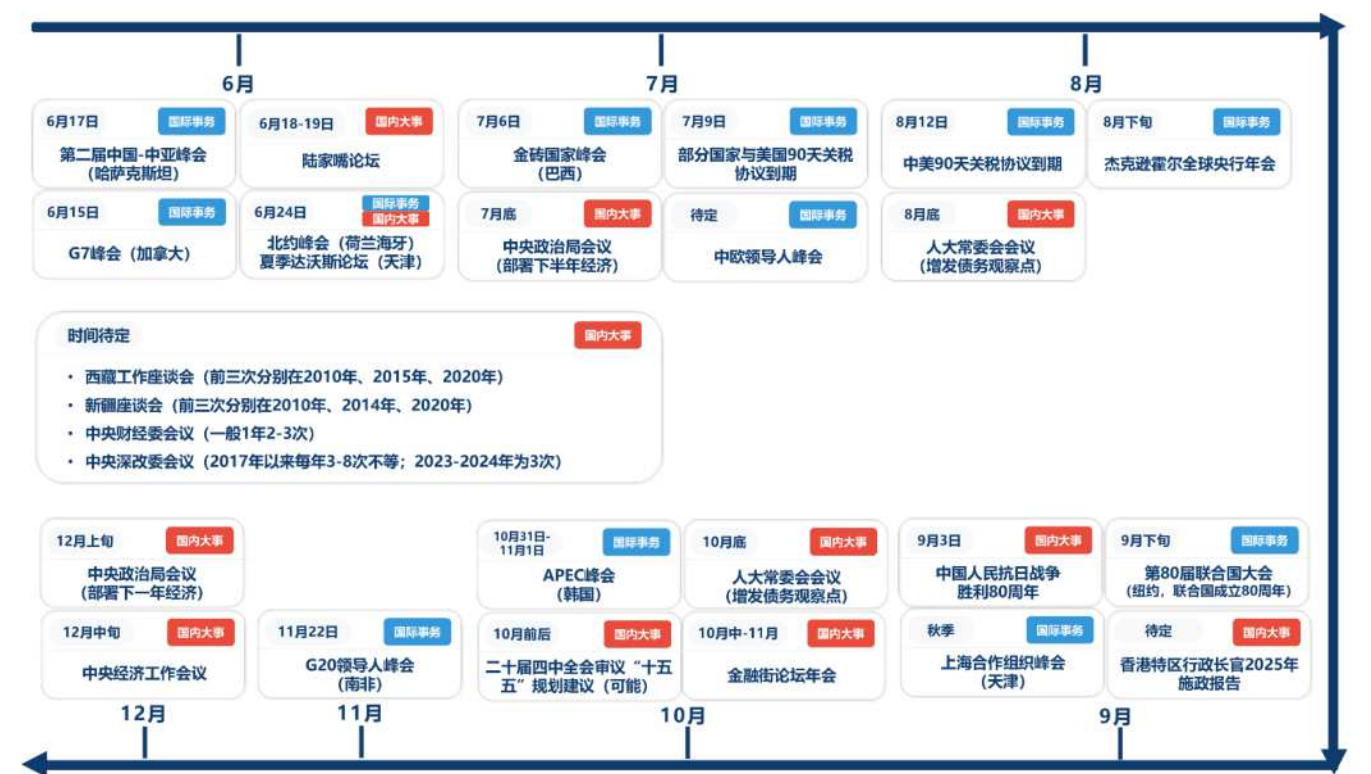 6月
7月
8月
6月17日
国际事务
第二届中国-中亚峰会
(哈萨克斯坦)
6月18-19日
国内大事
陆家嘴论坛
7月6日
国际事务
金砖国家峰会
(巴西)
7月9日
国际事务
部分国家与美国90天关税
协议到期
8月12日
国际事务
中美90天关税协议到期
8月下旬
国际事务
杰克逊霍尔全球央行年会
6月15日
国际事务
G7峰会（加拿大）
6月24日
国际事务
国内大事
北约峰会（荷兰海牙）
夏季达沃斯论坛（天津）
7月底
国内大事
中央政治局会议
(部署下半年经济)
待定
国际事务
中欧领导人峰会
8月底
国内大事
人大常委会会议
(增发债务观察点)
时间待定
国内大事
• 西藏工作座谈会（前三次分别在2010年、2015年、2020年）
• 新疆座谈会（前三次分别在2010年、2014年、2020年）
• 中央财经委会议（一般1年2-3次）
• 中央深改委会议（2017年以来每年3-8次不等；2023-2024年为3次）
12月上旬
国内大事
中央政治局会议
(部署下一年经济)
10月31日-
11月1日
国际事务
APEC峰会
(韩国)
10月底
国内大事
人大常委会会议
(增发债务观察点)
9月3日
国内大事
中国人民抗日战争
胜利80周年
9月下旬
国际事务
第80届联合国大会
(纽约，联合国成立80周年)
12月中旬
国内大事
中央经济工作会议
11月22日
国际事务
G20领导人峰会
(南非)
10月前后
国内大事
二十届四中全会审议“十五
五”规划建议（可能）
10月中-11月
国内大事
金融街论坛年会
秋季
国际事务
上海合作组织峰会
(天津)
待定
国内大事
香港特区行政长官2025年
施政报告
12月
11月
10月
9月